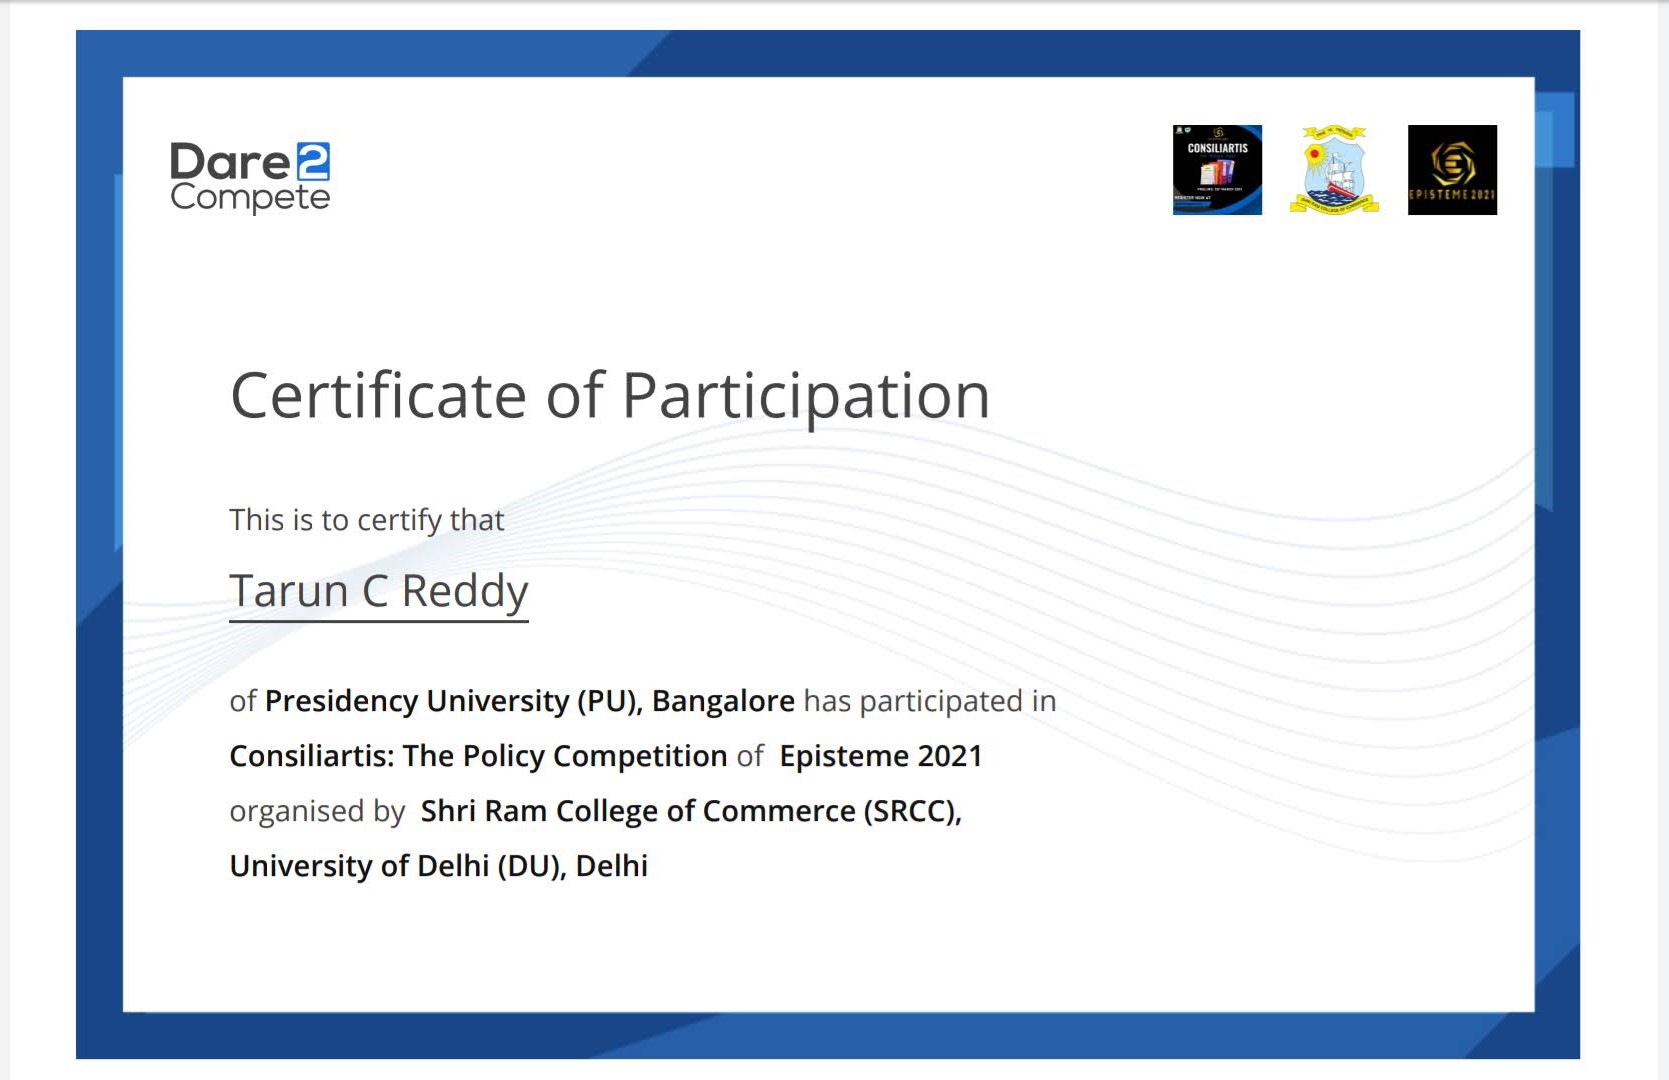 Dare2
Compete
CONSILIARTIS
EPISTEME 2021
Certificate of Participation
This is to certify that
Tarun C Reddy
of Presidency University (PU), Bangalore has participated in
Consiliartis: The Policy Competition of Episteme 2021
organised by Shri Ram College of Commerce (SRCC),
University of Delhi (DU), Delhi